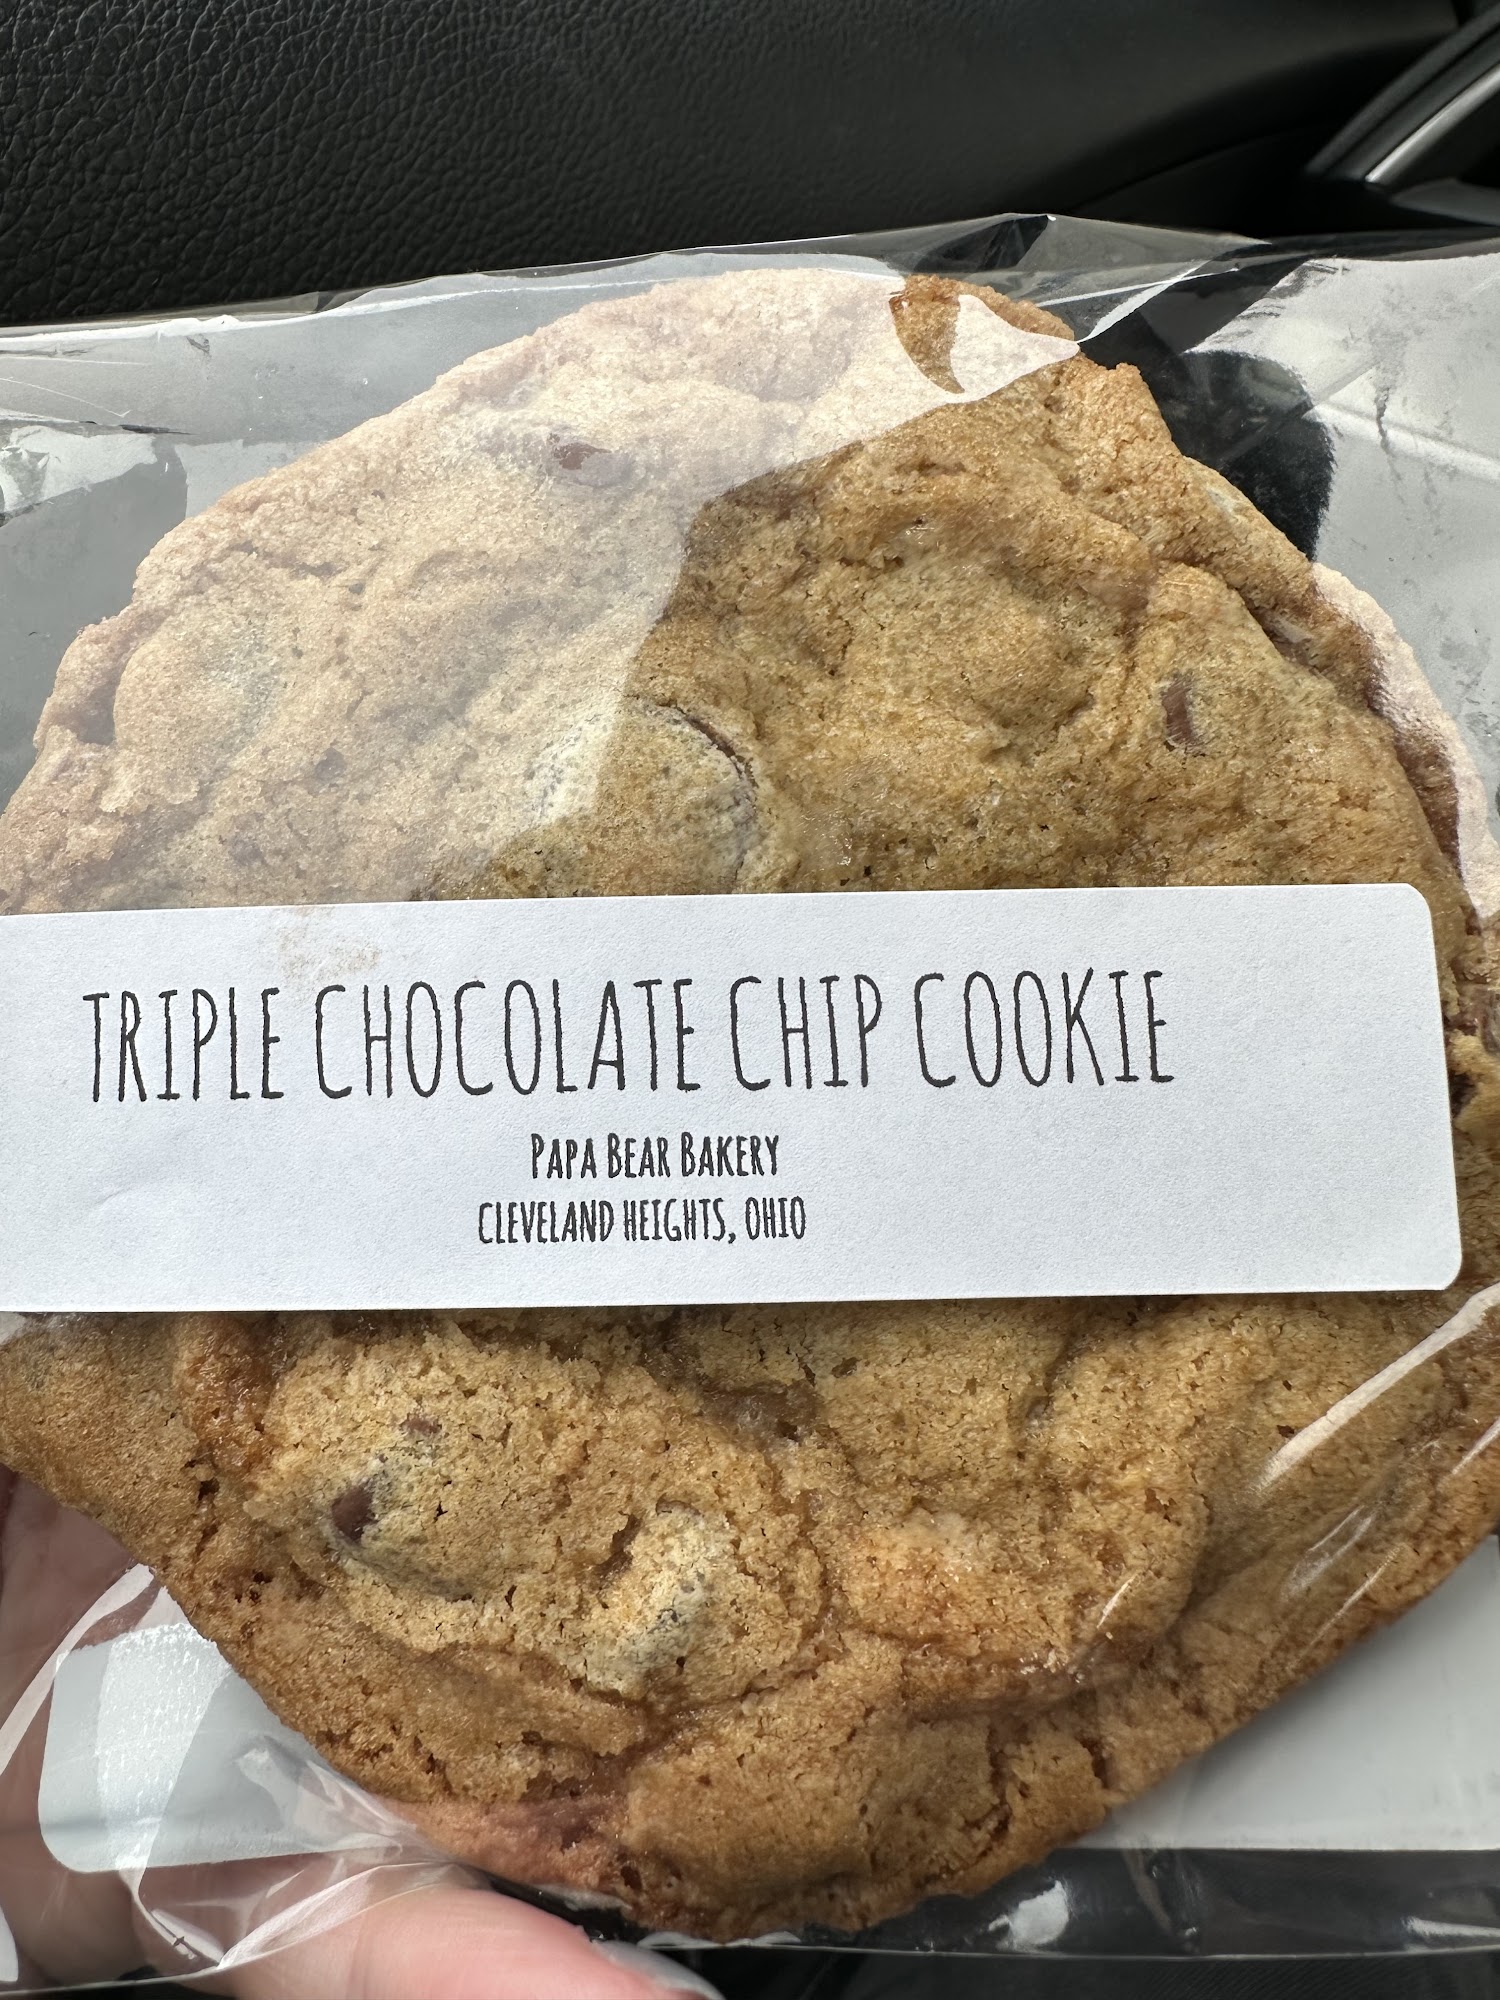 TRIPLE CHOCOLATE CHIP COOKIE
PAPA BEAR BAKERY
CLEVELAND HEIGHTS, OHIO